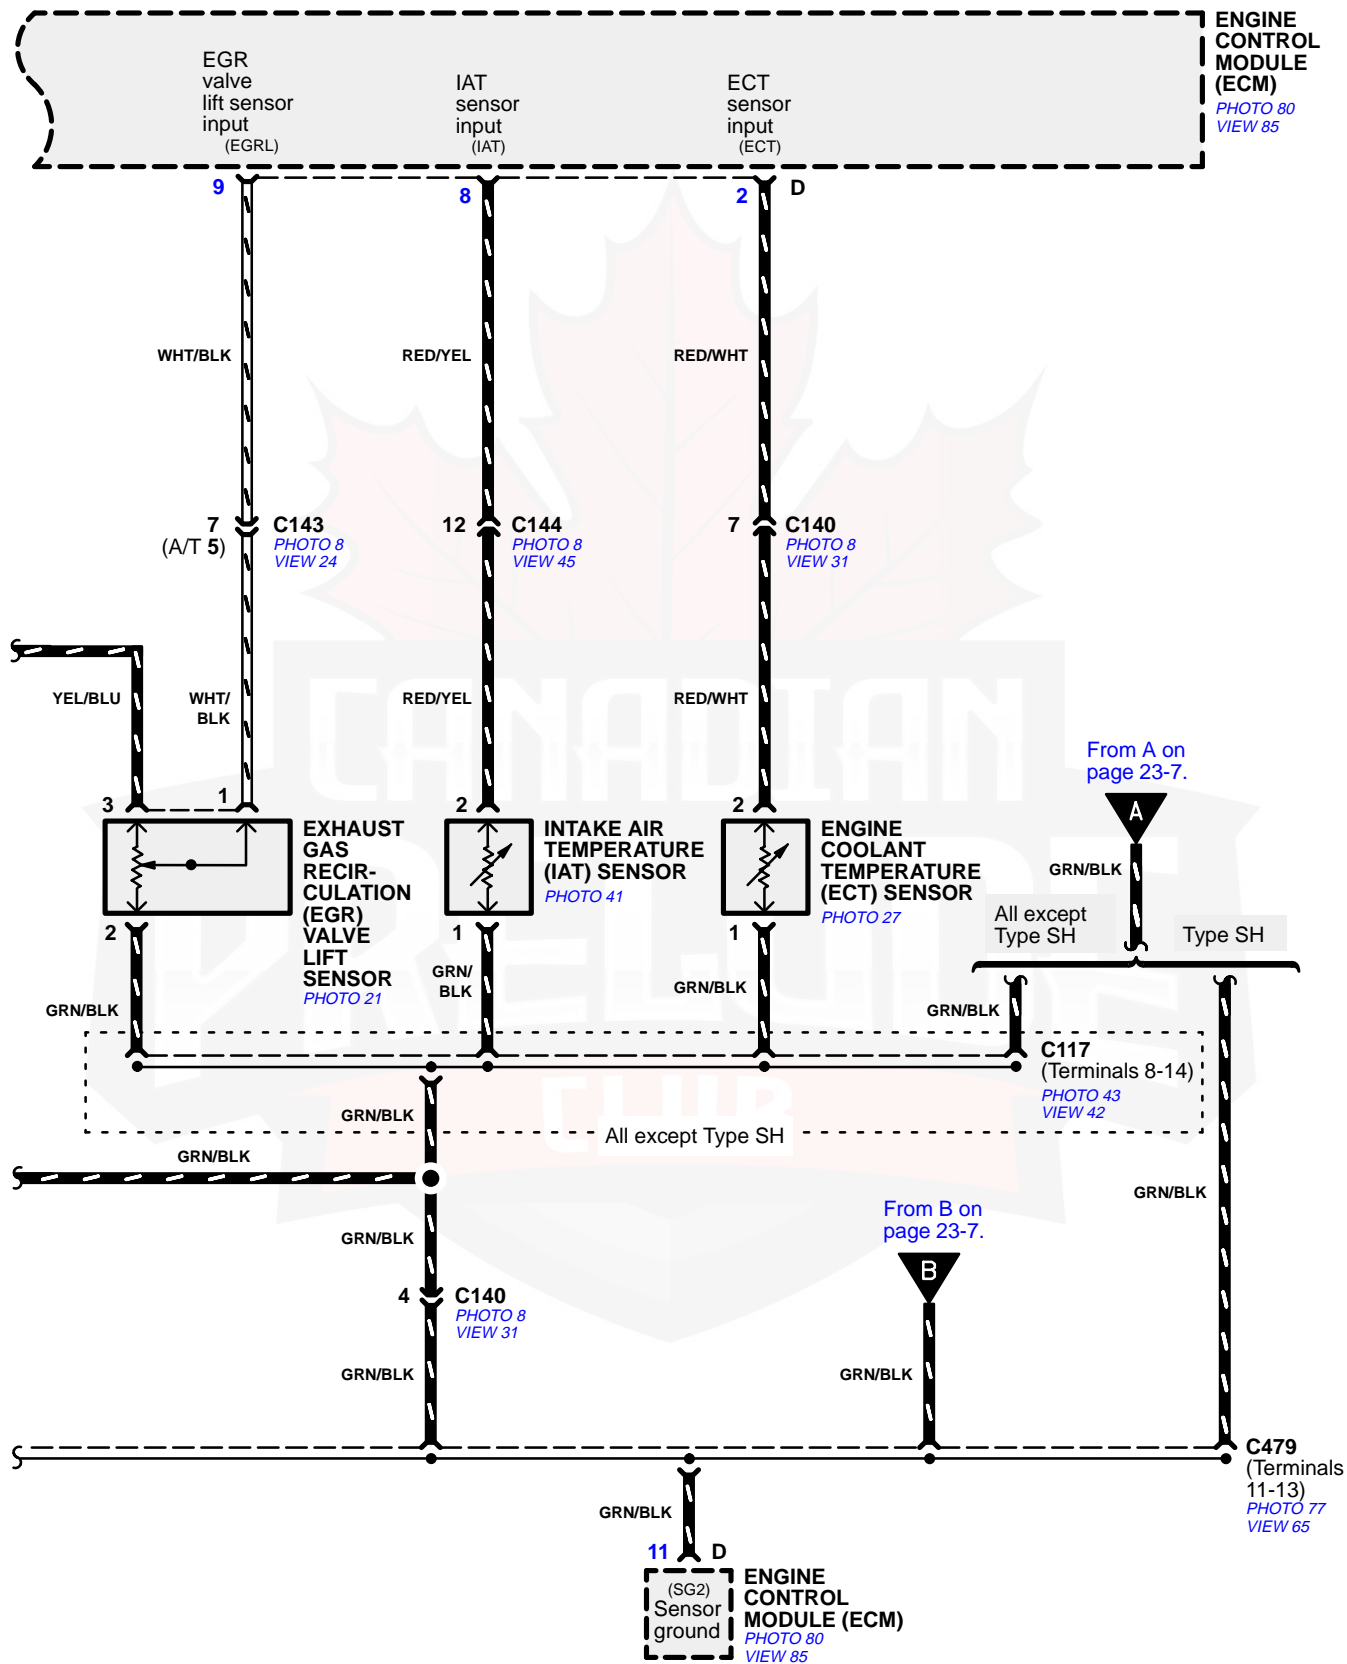 ENGINE
CONTROL
MODULE
(ECM)
PHOTO 80
VIEW 85
EGR
valve
lift sensor
input
(EGRL)
IAT
sensor
input
(IAT)
ECT
sensor
input
(ECT)
9
8
2
D
WHT/BLK
RED/YEL
RED/WHT
7
(A/T 5)
C143
PHOTO 8
VIEW 24
12
C144
PHOTO 8
VIEW 45
7
C140
PHOTO 8
VIEW 31
YEL/BLU
WHT/
BLK
RED/YEL
RED/WHT
CANADIAN
PRELUDE
CLUB
From A on
page 23-7.
A
3
1
2
2
EXHAUST
GAS
RECIR-
CULATION
(EGR)
VALVE
LIFT
SENSOR
PHOTO 21
INTAKE AIR
TEMPERATURE
(IAT) SENSOR
PHOTO 41
ENGINE
COOLANT
TEMPERATURE
(ECT) SENSOR
PHOTO 27
GRN/BLK
All except
Type SH
Type SH
2
1
1
GRN/BLK
GRN/
BLK
GRN/BLK
GRN/BLK
C117
(Terminals 8-14)
PHOTO 43
VIEW 42
GRN/BLK
All except Type SH
GRN/BLK
GRN/BLK
GRN/BLK
From B on
page 23-7.
B
4
C140
PHOTO 8
VIEW 31
GRN/BLK
GRN/BLK
C479
(Terminals
11-13)
PHOTO 77
VIEW 65
GRN/BLK
11
D
(SG2)
Sensor
ground
ENGINE
CONTROL
MODULE (ECM)
PHOTO 80
VIEW 85